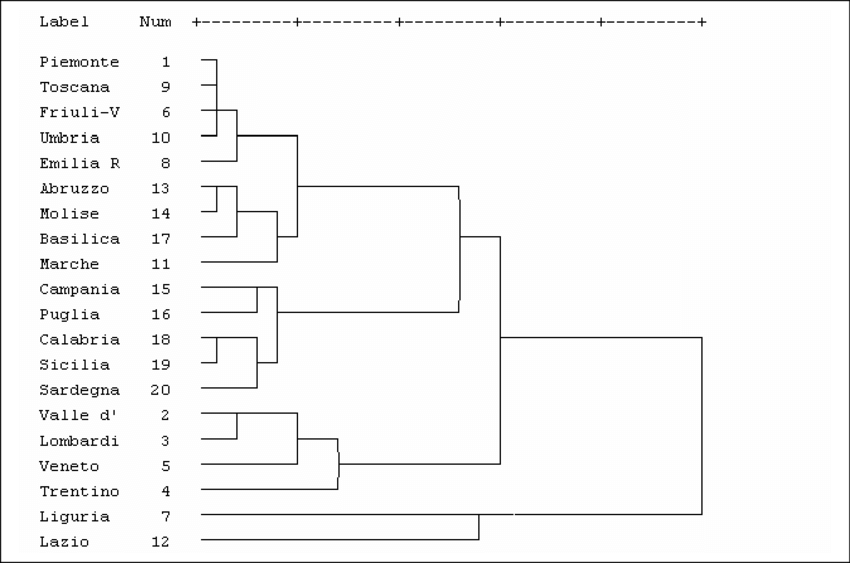 Label Num +---------+---------+---------+---------+---------+
Piemonte 1
Toscana 9
Friuli-V 6
Umbria 10
Emilia R 8
Abruzzo 13
Molise 14
Basilica 17
Marche 11
Campania 15
Puglia 16
Calabria 18
Sicilia 19
Sardegna 20
Valle d' 2
Lombardi 3
Veneto 5
Trentino 4
Liguria 7
Lazio 12